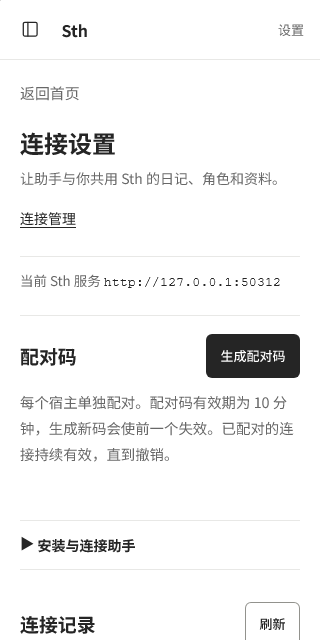 Sth
设置
返回首页
连接设置
让助手与你共用 Sth 的日记、角色和资料。
连接管理
当前 Sth 服务 http://127.0.0.1:50312
配对码
生成配对码
每个宿主单独配对。配对码有效期为 10 分
钟，生成新码会使前一个失效。已配对的连
接持续有效，直到撤销。
▶ 安装与连接助手
连接记录
刷新